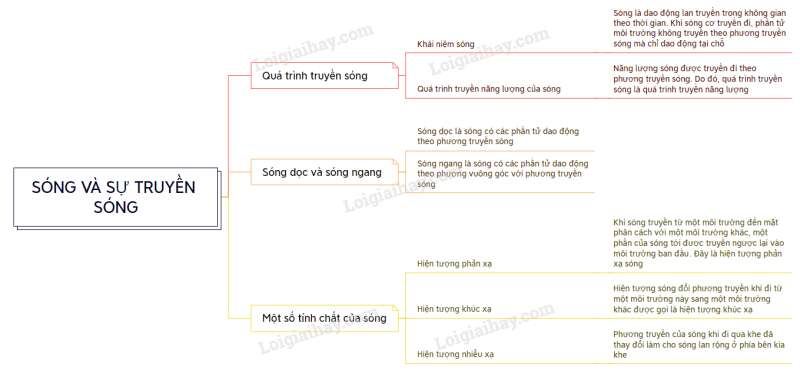 SÓNG VÀ SỰ TRUYỀN
SÓNG
Quá trình truyền sóng
Khái niệm sóng
Sóng là dao động lan truyền trong không gian
theo thời gian. Khi sóng cơ truyền đi, phần tử
môi trường không truyền theo phương truyền
sóng mà chỉ dao động tại chỗ
Quá trình truyền năng lượng của sóng
Năng lượng sóng được truyền đi theo
phương truyền sóng. Do đó, quá trình truyền
sóng là quá trình truyền năng lượng
Sóng dọc và sóng ngang
Sóng dọc là sóng có các phần tử dao động
theo phương truyền sóng
Sóng ngang là sóng có các phần tử dao động
theo phương vuông góc với phương truyền
sóng
Một số tính chất của sóng
Hiện tượng phản xạ
Khi sóng truyền từ một môi trường đến mặt
phân cách với một môi trường khác, một
phần của sóng tới được truyền ngược lại vào
môi trường ban đầu. Đây là hiện tượng phản
xạ sóng
Hiện tượng khúc xạ
Hiện tượng sóng đổi phương truyền khi đi từ
một môi trường này sang một môi trường
khác được gọi là hiện tượng khúc xạ
Hiện tượng nhiễu xạ
Phương truyền của sóng khi đi qua khe đã
thay đổi làm cho sóng lan rộng ở phía bên kia
khe
Loigiaihay.com
Loigiaihay.com
Loigiaihay.com
Loigiaihay.com
Loigiaihay.com